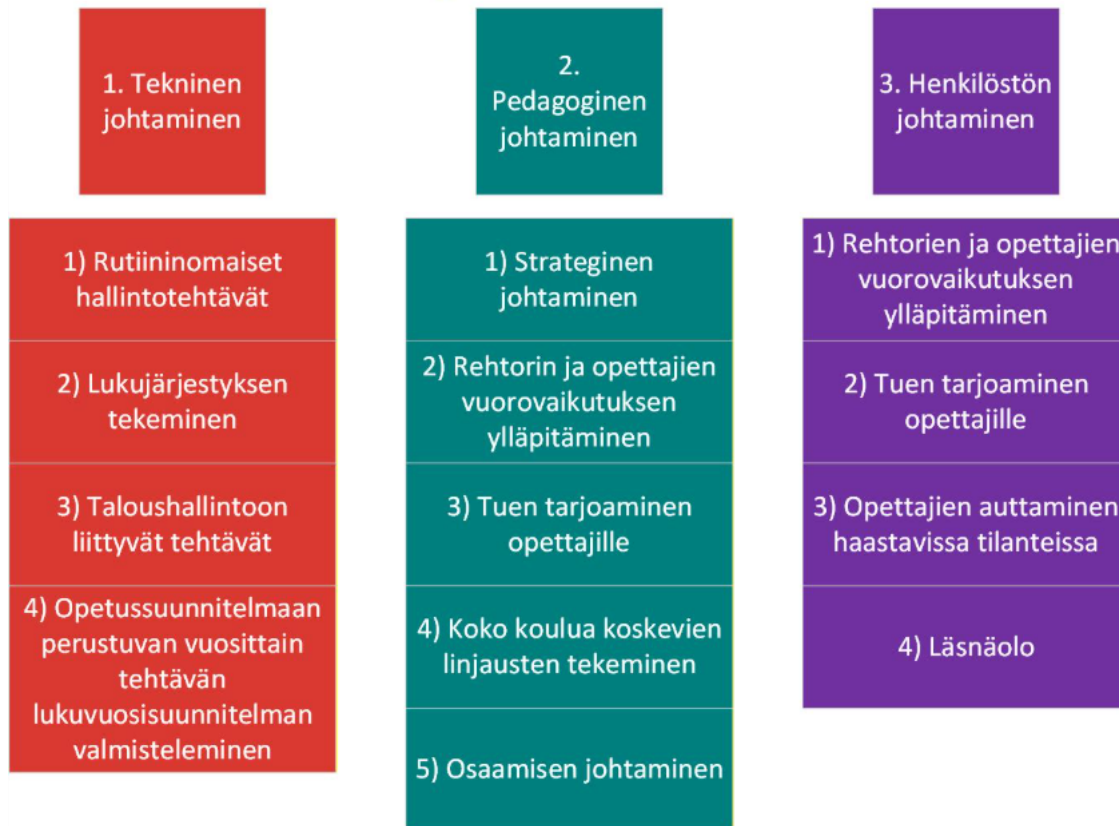 1. Tekninen
johtaminen
1) Rutiininomaiset
hallintotehtävät
2) Lukujärjestyksen
tekeminen
3) Taloushallintoon
liittyvät tehtävät
4) Opetussuunnitelmaan
perustuvan vuosittain
tehtävän
lukuvuosisuunnitelman
valmisteleminen
2.
Pedagoginen
johtaminen
1) Strateginen
johtaminen
2) Rehtorin ja opettajien
vuorovaikutuksen
ylläpitäminen
3) Tuen tarjoaminen
opettajille
4) Koko koulua koskevien
linjausten tekeminen
5) Osaamisen johtaminen
3. Henkilöstön
johtaminen
1) Rehtorien ja opettajien
vuorovaikutuksen
ylläpitäminen
2) Tuen tarjoaminen
opettajille
3) Opettajien auttaminen
haastavissa tilanteissa
4) Läsnäolo